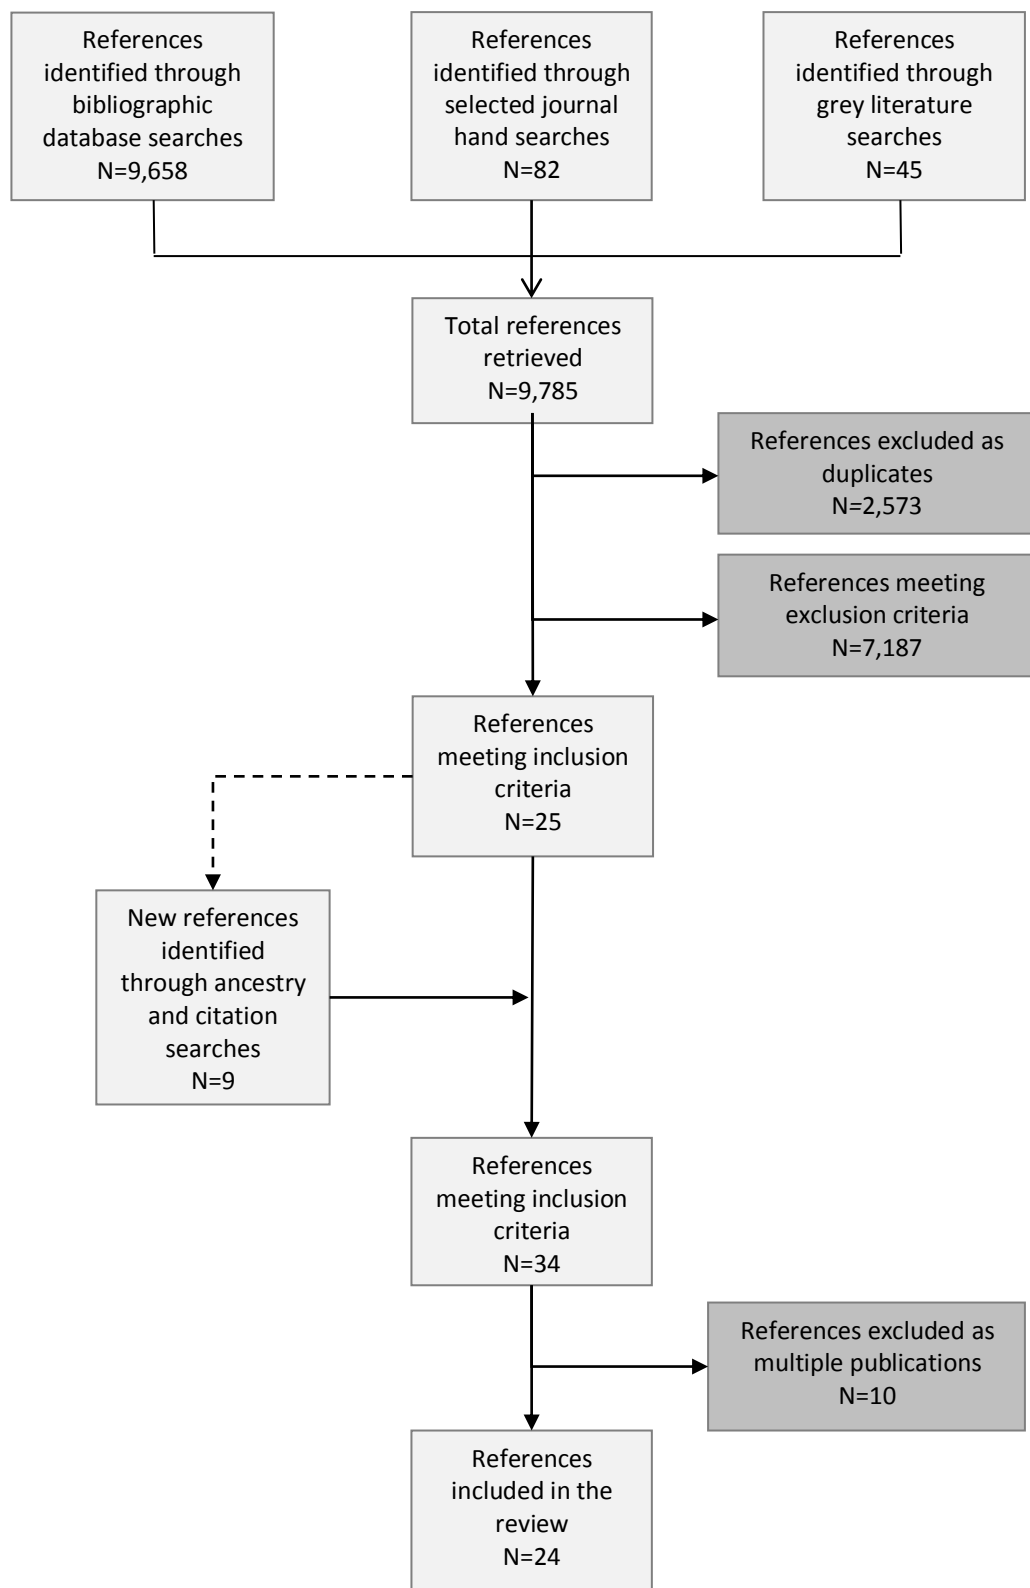 References
identified through
bibliographic
database searches
N=9,658
References
identified through
selected journal
hand searches
N=82
References
identified through
grey literature
searches
N=45
Total references
retrieved
N=9,785
References excluded as
duplicates
N=2,573
References meeting
exclusion criteria
N=7,187
References
meeting inclusion
criteria
N=25
New references
identified
through ancestry
and citation
searches
N=9
References
meeting inclusion
criteria
N=34
References excluded as
multiple publications
N=10
References
included in the
review
N=24